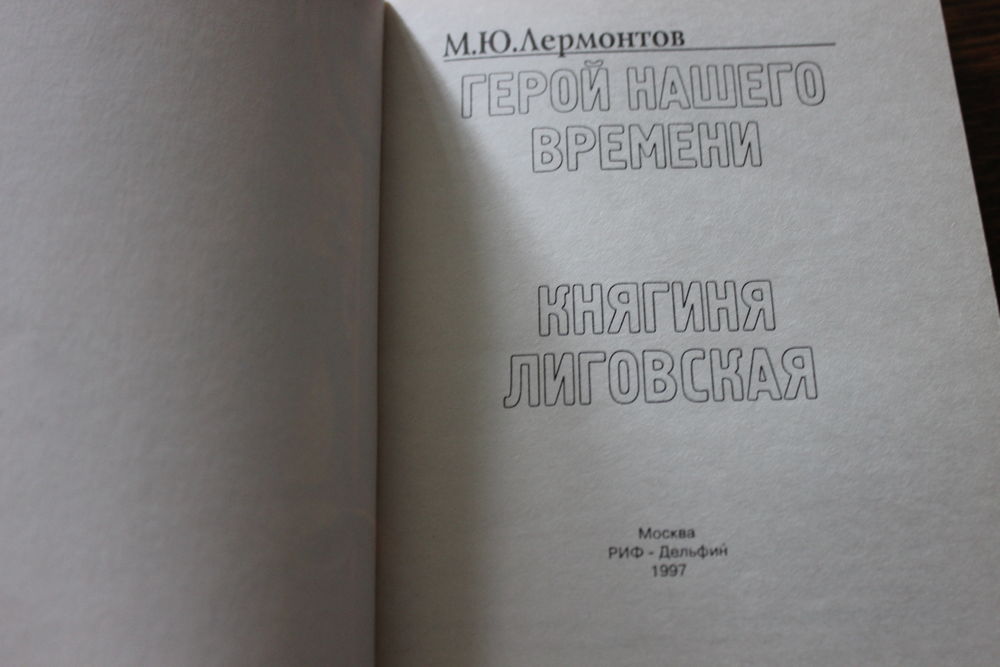 М.Ю.Лермонтов
ГЕРОЙ НАШЕГО
ВРЕМЕНИ
КНЯГИНЯ
ЛИГОВСКАЯ
Москва
РИФ - Дельфин
1997